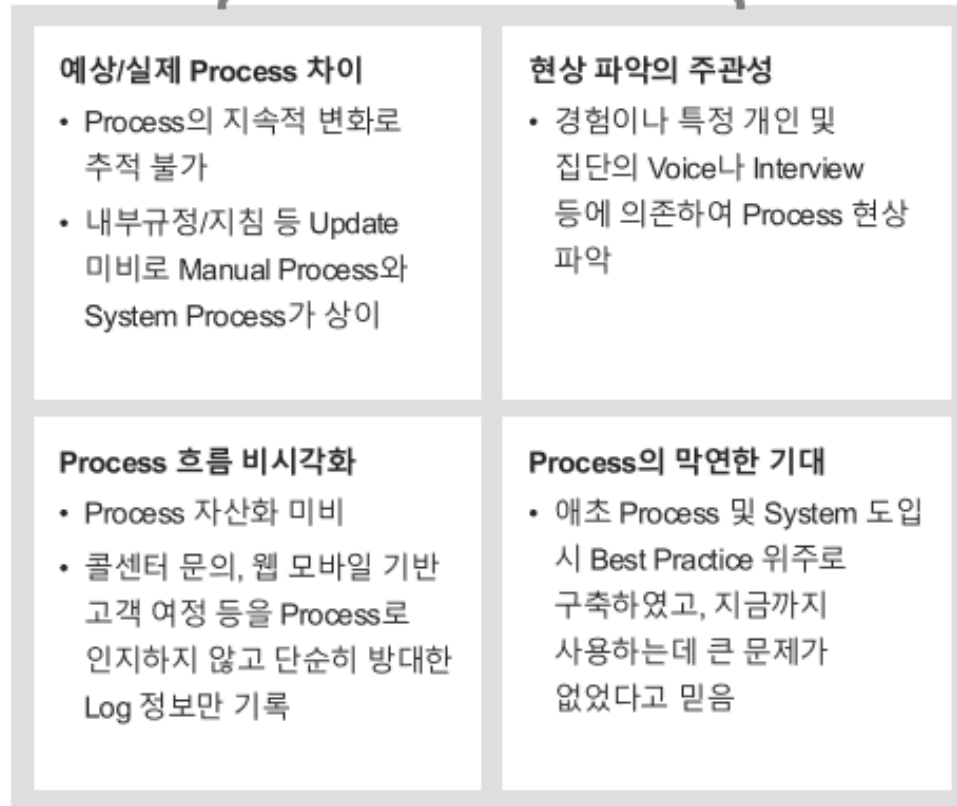 예상/실제 Process 차이
• Process의 지속적 변화로
추적 불가
• 내부규정/지침 등 Update
미비로 Manual Process와
System Process가 상이
현상 파악의 주관성
• 경험이나 특정 개인 및
집단의 Voice나 Interview
등에 의존하여 Process 현상
파악
Process 흐름 비시각화
• Process 자산화 미비
• 콜센터 문의, 웹 모바일 기반
고객 여정 등을 Process로
인지하지 않고 단순히 방대한
Log 정보만 기록
Process의 막연한 기대
• 애초 Process 및 System 도입
시 Best Practice 위주로
구축하였고, 지금까지
사용하는데 큰 문제가
없었다고 믿음